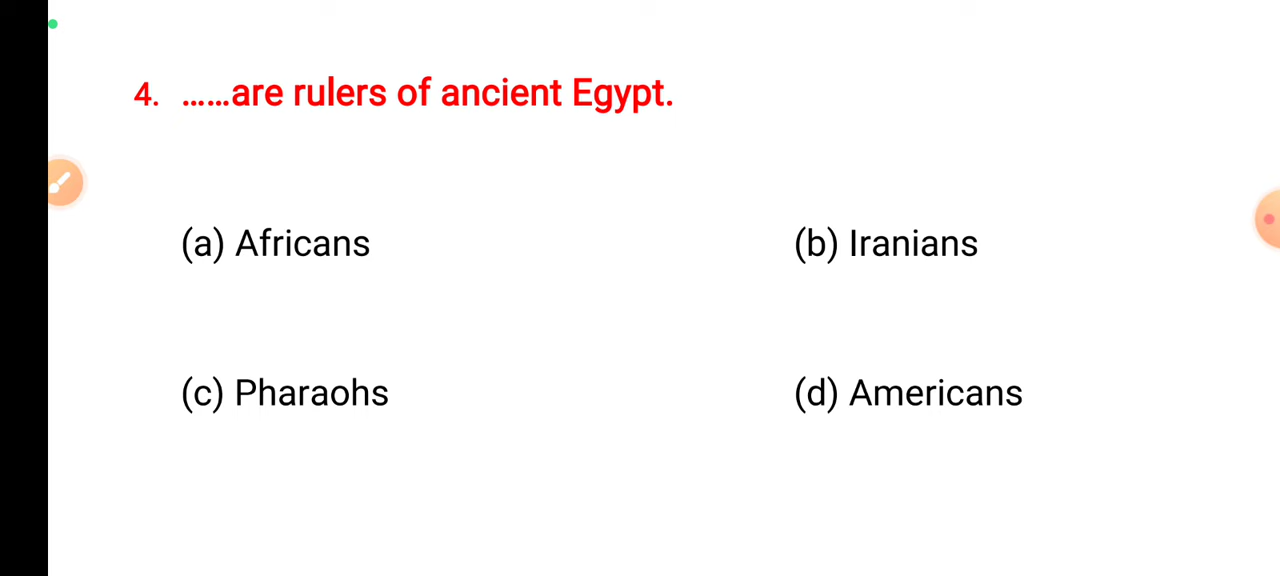 4. ......are rulers of ancient Egypt.
(a) Africans (b) Iranians
(c) Pharaohs (d) Americans